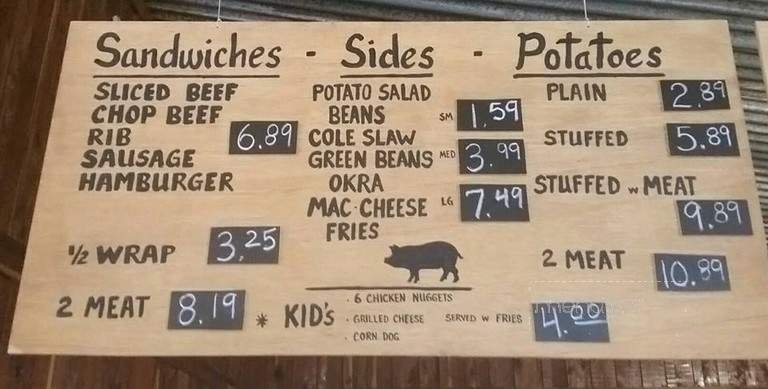 Sandwiches - Sides - Potatoes
SLICED BEEF
CHOP BEEF
RIB 6.89
SAUSAGE
HAMBURGER
½ WRAP 3.25
2 MEAT 8.19
POTATO SALAD
BEANS SM 1.59
COLE SLAW
GREEN BEANS MED 3.99
OKRA
MAC-CHEESE LG 7.49
FRIES
PLAIN 2.89
STUFFED 5.89
STUFFED w MEAT
9.89
2 MEAT 10.89
* KID'S
· 6 CHICKEN NUGGETS
· GRILLED CHEESE SERVED W FRIES 4.00
· CORN DOG